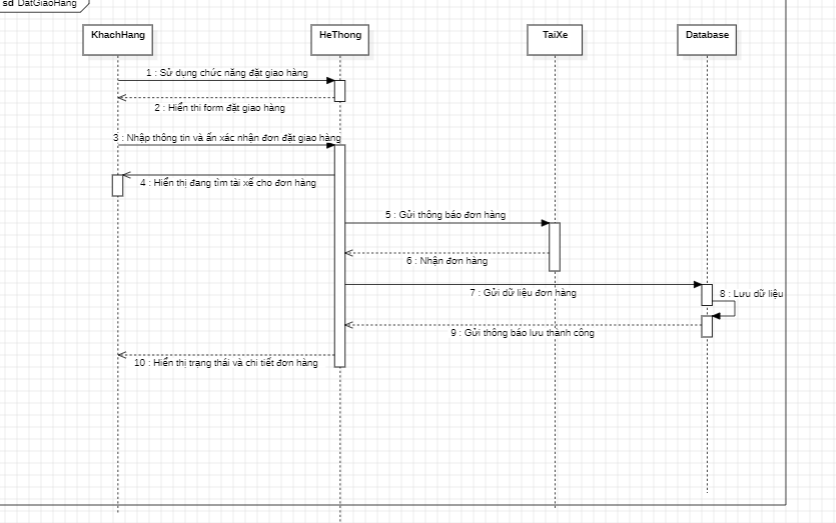 sd DatGiaoHang
KhachHang
HeThong
TaiXe
Database
1 : Sử dụng chức năng đặt giao hàng
2 : Hiển thi form đặt giao hàng
3 : Nhập thông tin và ấn xác nhận đơn đặt giao hàng
4 : Hiển thị đang tìm tài xế cho đơn hàng
5 : Gửi thông báo đơn hàng
6 : Nhận đơn hàng
7 : Gửi dữ liệu đơn hàng
8 : Lưu dữ liệu
9 : Gửi thông báo lưu thành công
10 : Hiển thị trạng thái và chi tiết đơn hàng